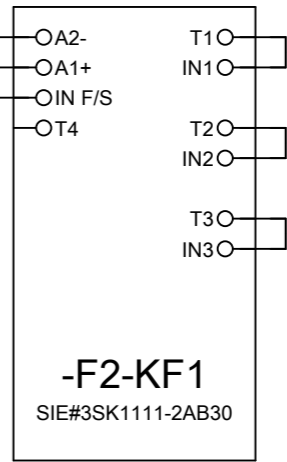 A2- T1
A1+ IN1
IN F/S
T4 T2
IN2
T3
IN3
-F2-KF1
SIE#3SK1111-2AB30